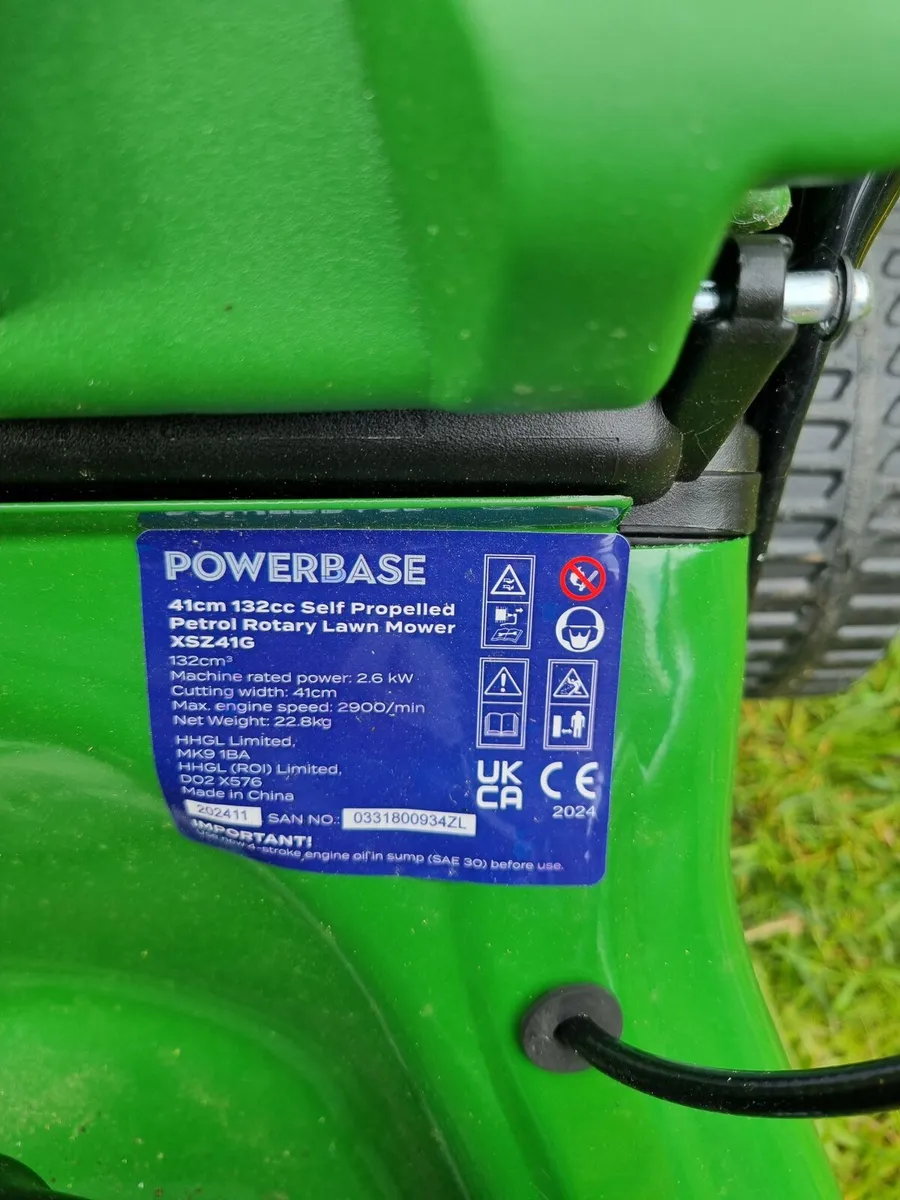 POWERBASE
41cm 132cc Self Propelled
Petrol Rotary Lawn Mower
XSZ41G
132cm³
Machine rated power: 2.6 kW
Cutting width: 41cm
Max. engine speed: 2900/min
Net Weight: 22.8kg
HHGL Limited,
MK9 1BA
HHGL (ROI) Limited,
D02 X576
Made in China
202411 SAN NO.: 0331800934ZL
IMPORTANT!
Use new 4-stroke engine oil in sump (SAE 30) before use.
UK
CA
CE
2024